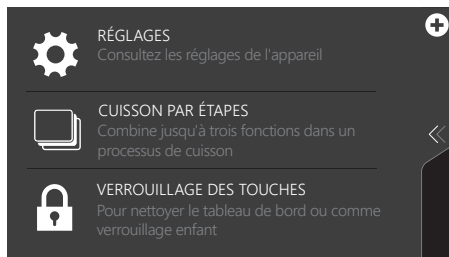 RÉGLAGES
Consultez les réglages de l'appareil
CUISSON PAR ÉTAPES
Combine jusqu'à trois fonctions dans un
processus de cuisson
VERROUILLAGE DES TOUCHES
Pour nettoyer le tableau de bord ou comme
verrouillage enfant